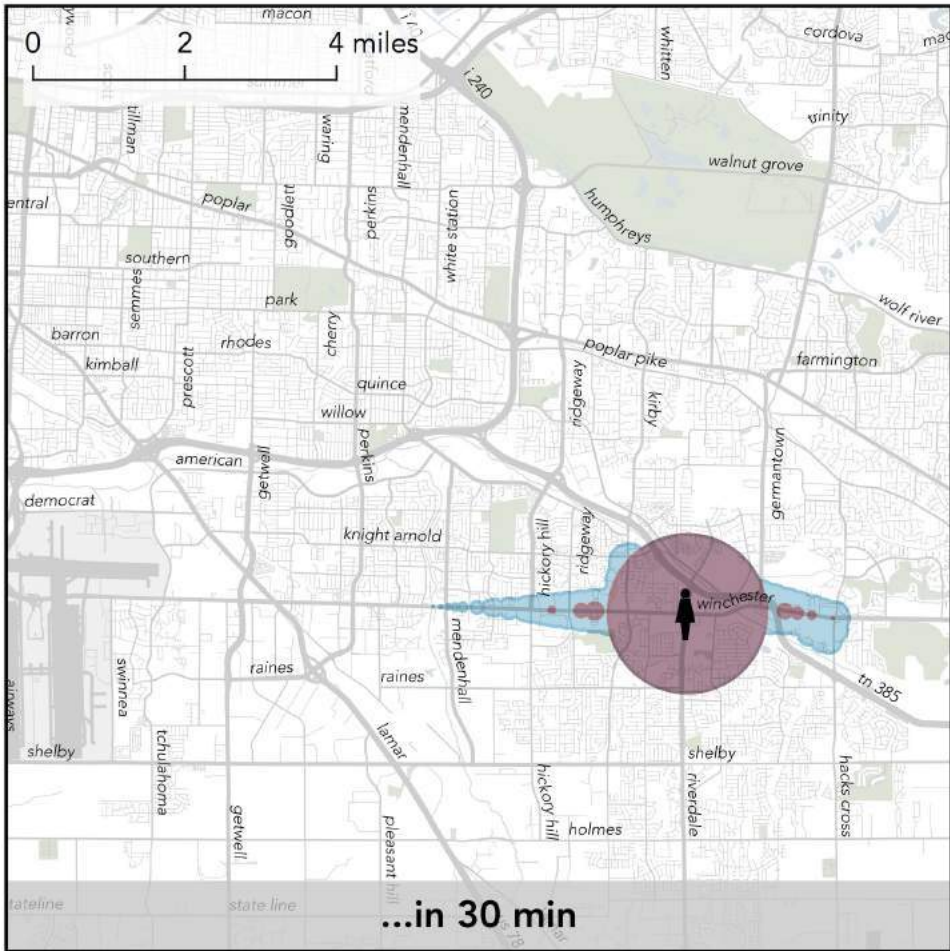 macon
cordova
0 2 4 miles
whitten
i 240
summer
tillman
waring
mendenhall
trinity
walnut grove
poplar
goodlett
perkins
white station
humphreys
southern
semmes
park
wolf river
barron
rhodes
cherry
poplar pike
farmington
kimball
prescott
quince
ridgeway
kirby
willow
american
getwell
perkins
germantown
democrat
knight arnold
hickory hill
ridgeway
winchester
mendenhall
swinnea
raines
raines
tn 385
airways
lamar
shelby
tchulahoma
shelby
hickory hill
riverdale
hacks cross
getwell
pleasant hill
holmes
state line
...in 30 min